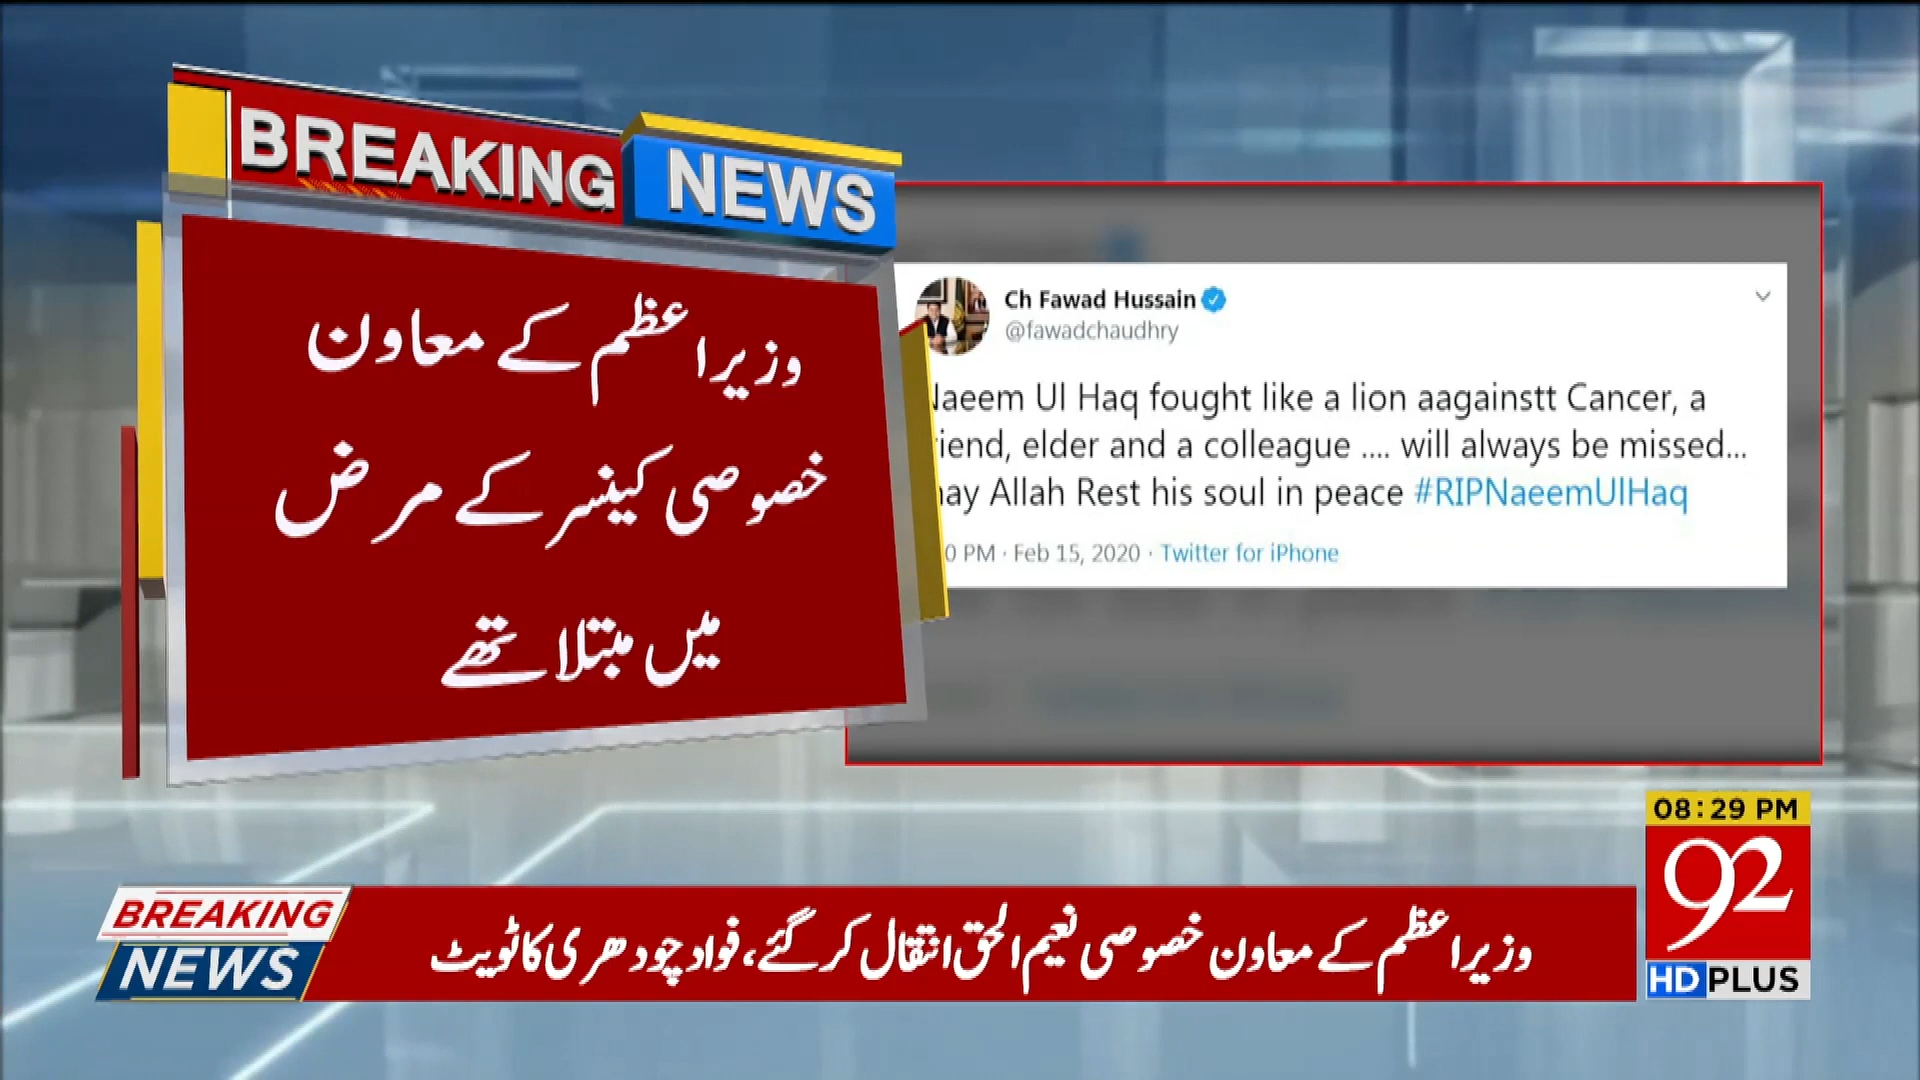 BREAKING NEWS
وزیراعظم کے معاون
خصوصی کینسر کے مرض
میں مبتلا تھے
Ch Fawad Hussain
@fawadchaudhry
Ul Haq fought like a lion aagainstt Cancer, a
elder and a colleague .... will always be missed...
Allah Rest his soul in peace #RIPNaeemUlHaq
PM · Feb 15, 2020 · Twitter for iPhone
08:29 PM
92
HD PLUS
BREAKING
NEWS
وزیراعظم کے معاون خصوصی نعیم الحق انتقال کر گئے، فواد چودھری کا ٹویٹ